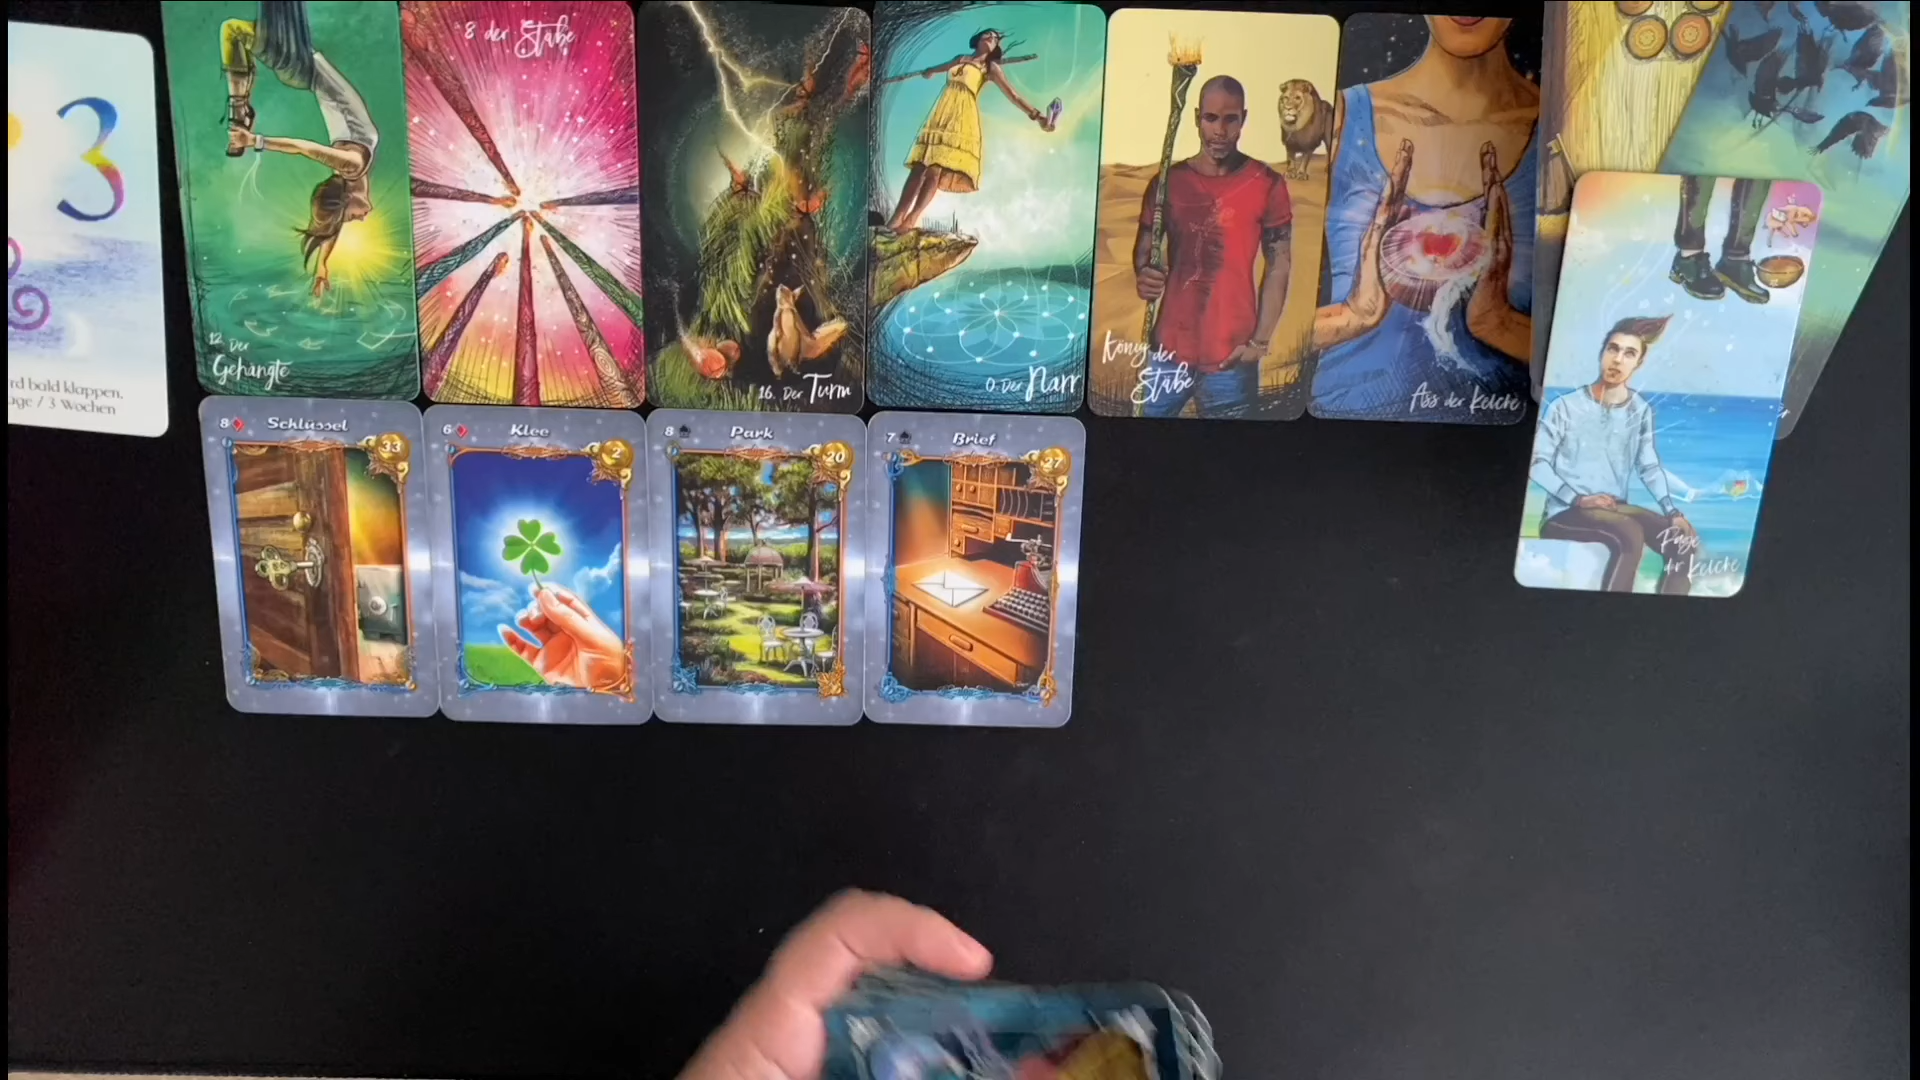 3
rd bald klappen.
age / 3 Wochen
12. Der
Gehängte
8 der Stäbe
16. Der Turm
0. Der Narr
König der
Stäbe
Ass der Kelche
Page
der Kelche
8 Schlüssel 33
6 Klee 2
8 Park 20
7 Brief 27